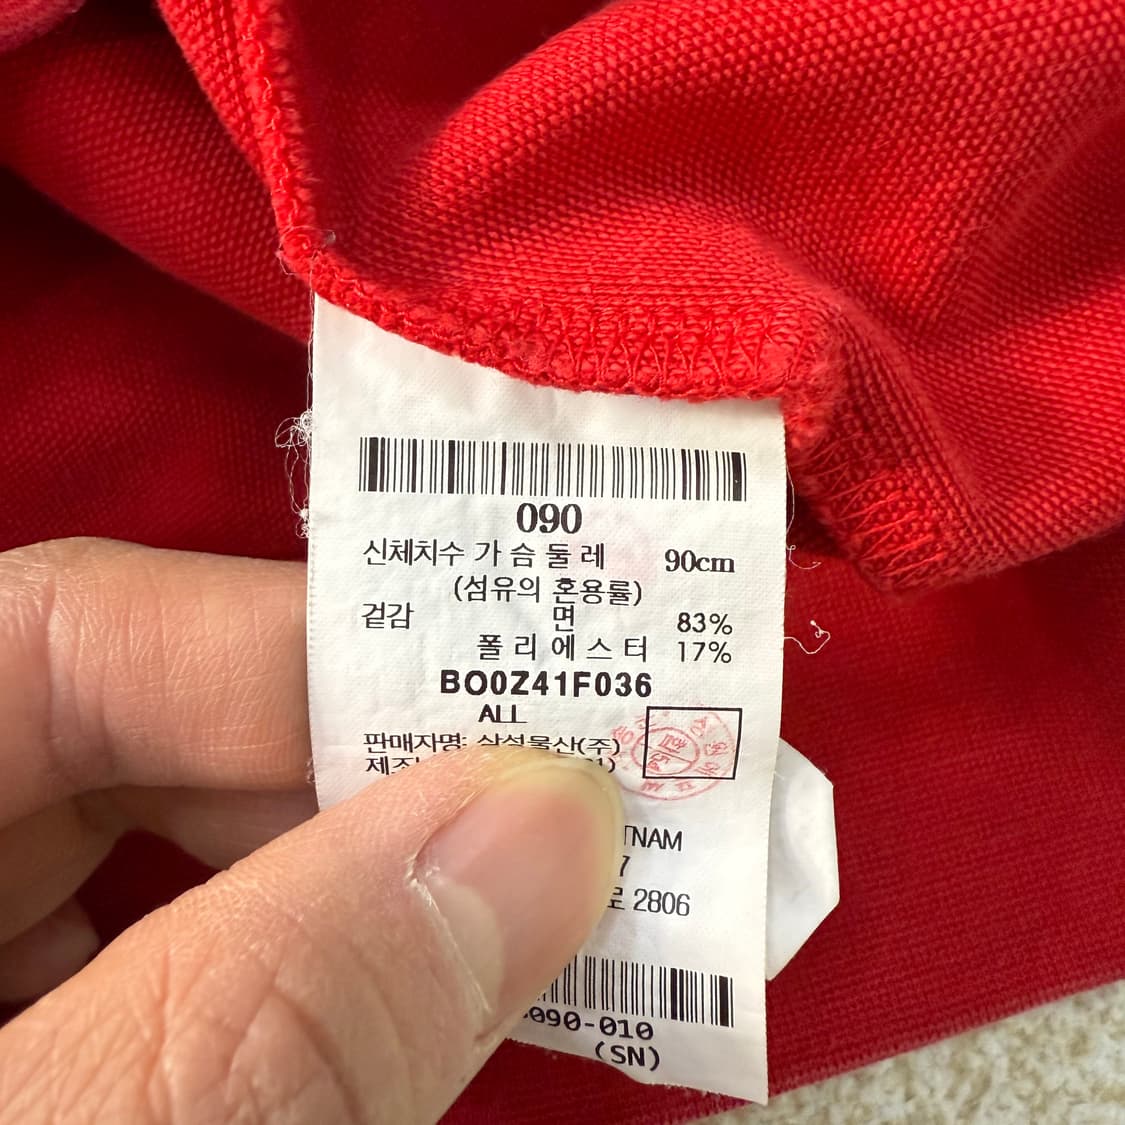 090
신체치수 가슴둘레 90cm
(섬유의 혼용률)
겉감 면 83%
폴리에스터 17%
BO0Z41F036
ALL
판매자명: 삼성물산(주)
TNAM
7
로 2806
090-010
(SN)